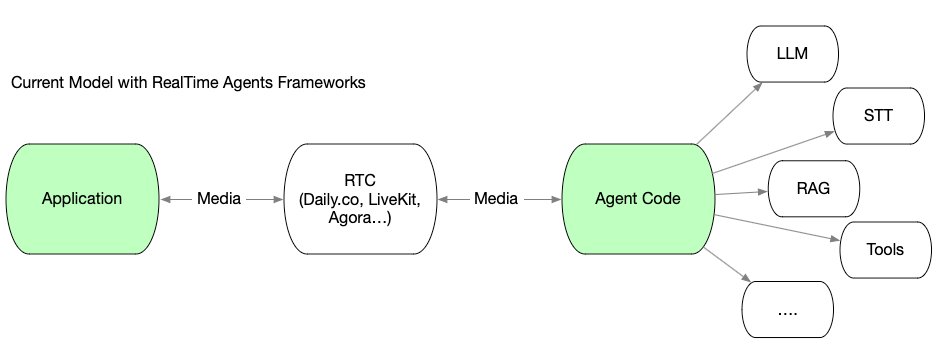 LLM
Current Model with RealTime Agents Frameworks
STT
Application
Media
RTC
(Daily.co, LiveKit,
Agora...)
Media
Agent Code
RAG
Tools
....